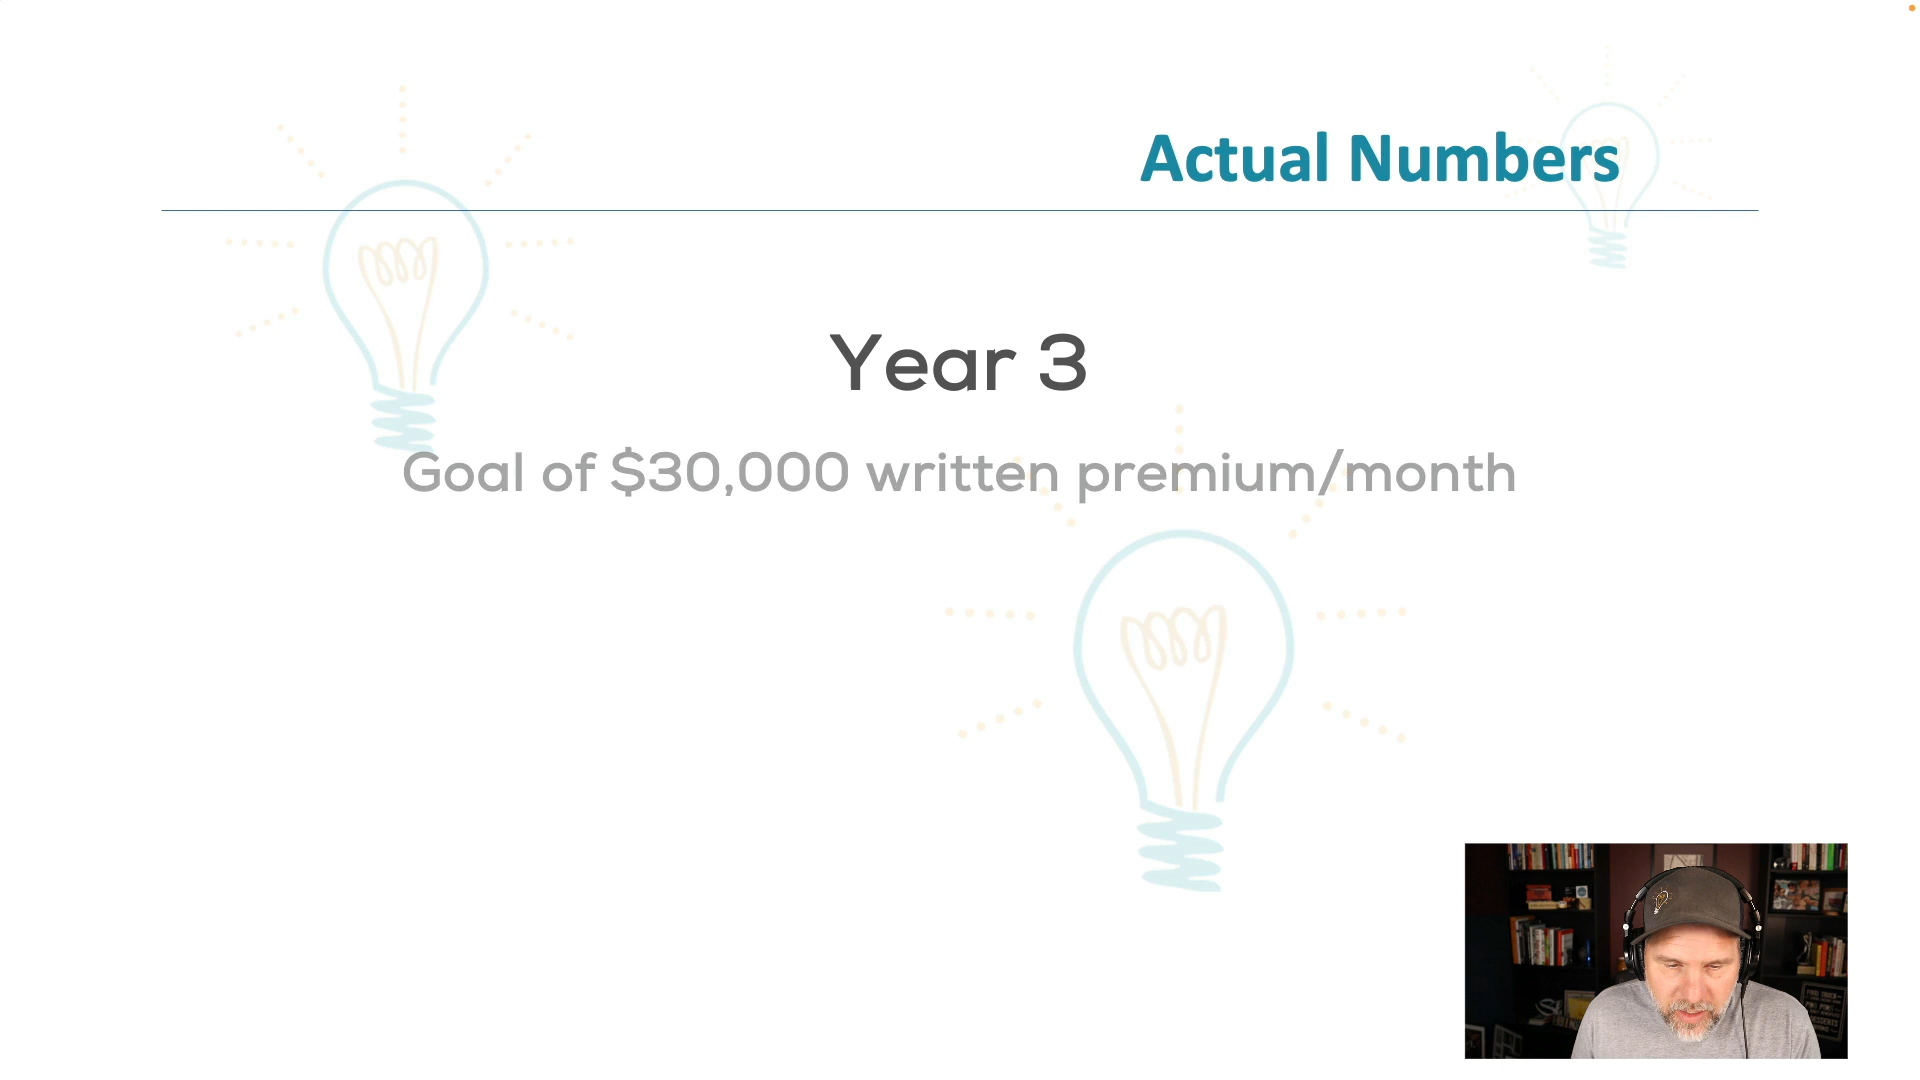 Actual Numbers
Year 3
Goal of $30,000 written premium/month